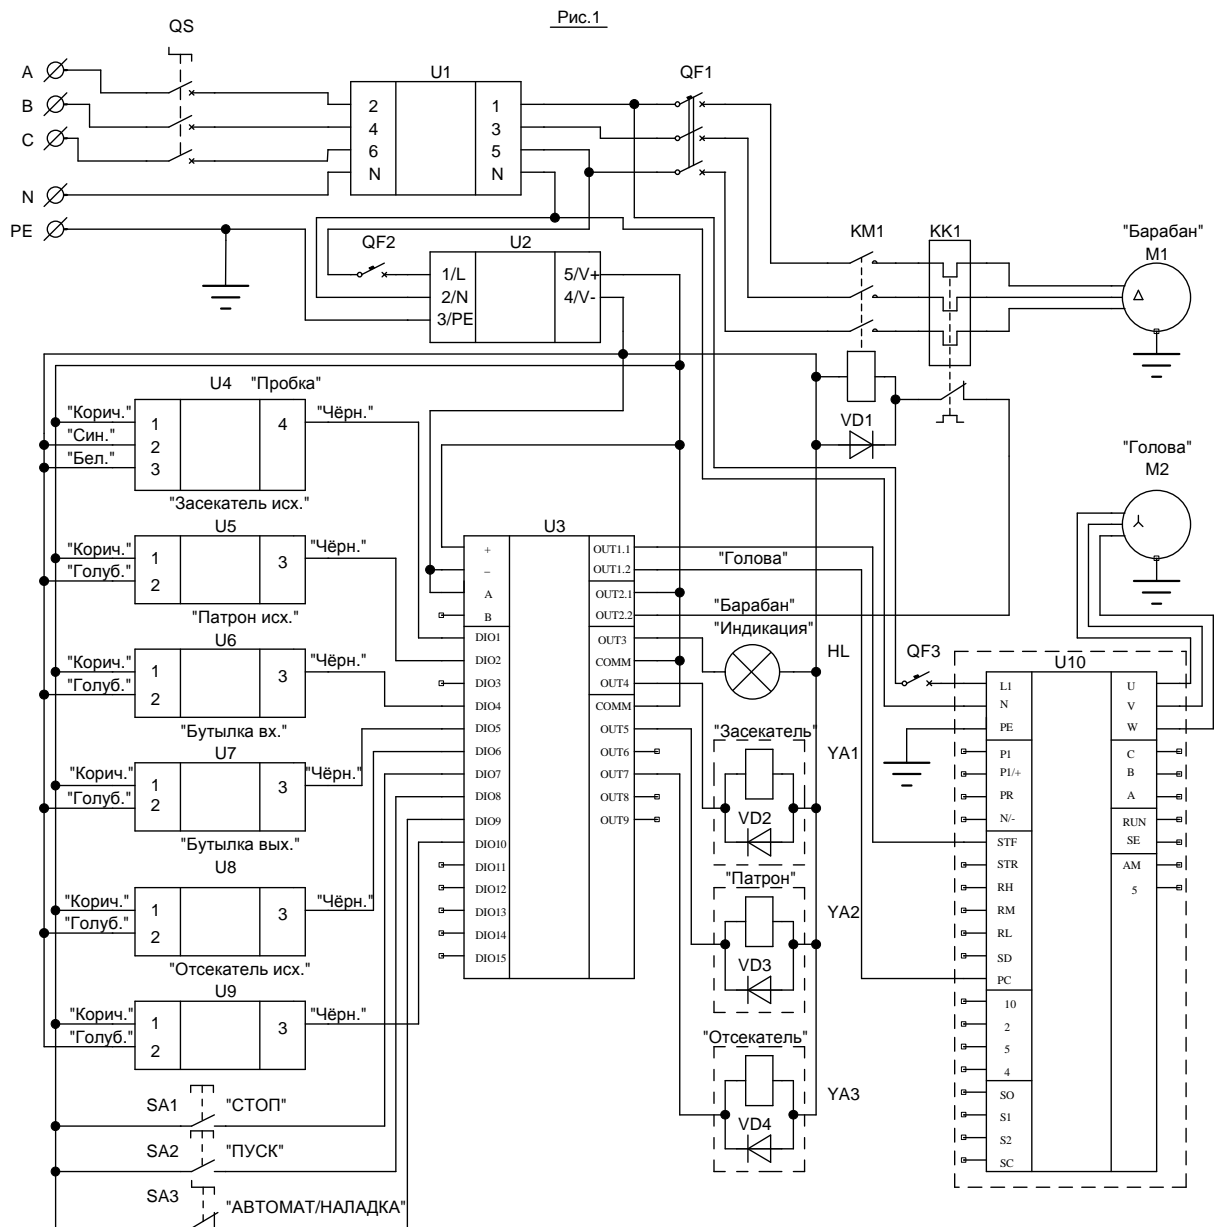 Рис.1
QS
U1
QF1
A
B
C
N
PE
2
4
6
N
1
3
5
N
QF2
U2
1/L
2/N
3/PE
5/V+
4/V-
KM1
KK1
"Барабан"
M1
VD1
U4 "Пробка"
"Корич."
"Син."
"Бел."
1
2
3
4
"Чёрн."
"Засекатель исх."
U5
"Корич."
"Голуб."
1
2
3
"Чёрн."
"Патрон исх."
U6
"Корич."
"Голуб."
1
2
3
"Чёрн."
"Бутылка вх."
U7
"Корич."
"Голуб."
1
2
3
"Чёрн."
"Бутылка вых."
U8
"Корич."
"Голуб."
1
2
3
"Чёрн."
"Отсекатель исх."
U9
"Корич."
"Голуб."
1
2
3
"Чёрн."
SA1 "СТОП"
SA2 "ПУСК"
SA3 "АВТОМАТ/НАЛАДКА"
U3
+
–
A
B
DIO1
DIO2
DIO3
DIO4
DIO5
DIO6
DIO7
DIO8
DIO9
DIO10
DIO11
DIO12
DIO13
DIO14
DIO15
OUT1.1
OUT1.2
OUT2.1
OUT2.2
OUT3
COMM
OUT4
COMM
OUT5
OUT6
OUT7
OUT8
OUT9
"Голова"
"Барабан"
"Индикация"
HL
"Засекатель"
YA1
VD2
"Патрон"
YA2
VD3
"Отсекатель"
YA3
VD4
"Голова"
M2
QF3
U10
L1
N
PE
P1
P1/+
PR
N/-
STF
STR
RH
RM
RL
SD
PC
10
2
5
4
SO
S1
S2
SC
U
V
W
C
B
A
RUN
SE
AM
5